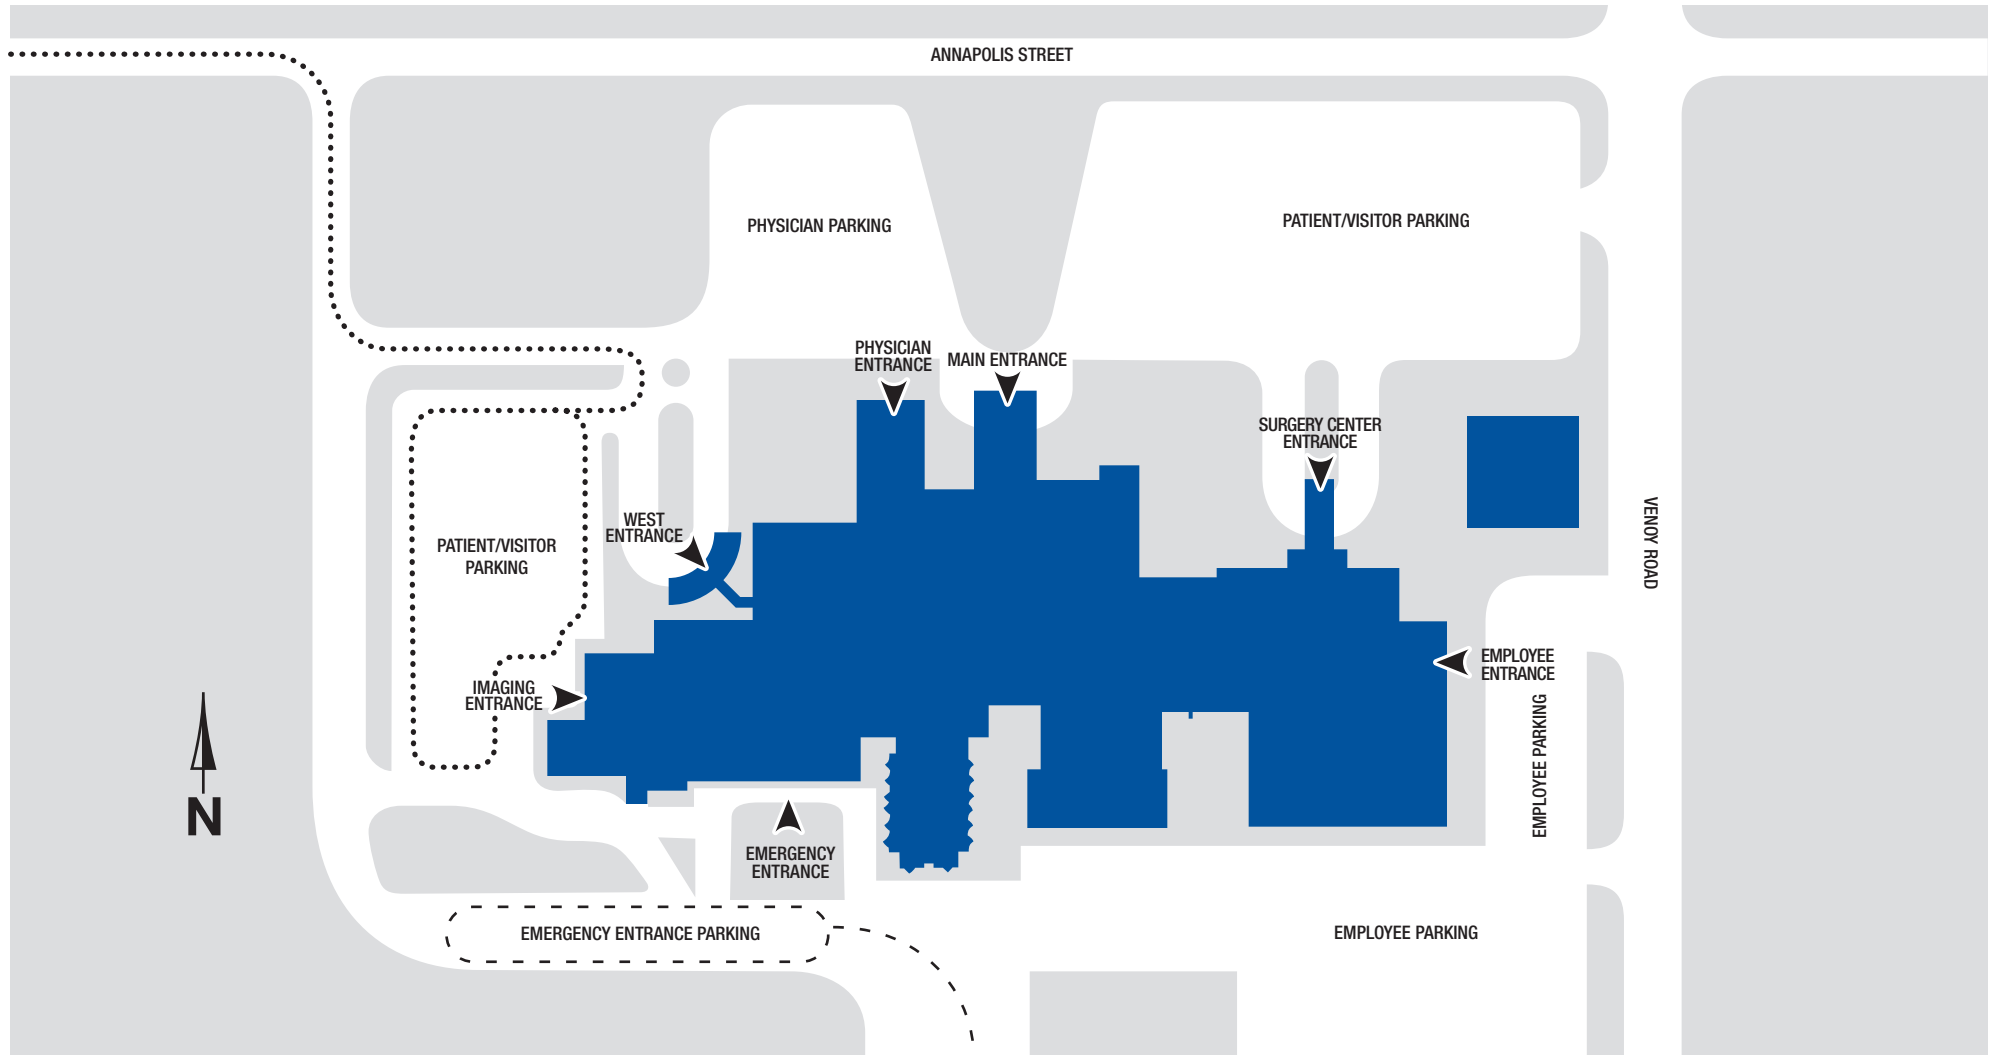 ANNAPOLIS STREET
PHYSICIAN PARKING
PATIENT/VISITOR PARKING
PHYSICIAN
ENTRANCE
MAIN ENTRANCE
SURGERY CENTER
ENTRANCE
WEST
ENTRANCE
PATIENT/VISITOR
PARKING
VENOY ROAD
IMAGING
ENTRANCE
EMPLOYEE
ENTRANCE
EMPLOYEE PARKING
N
EMERGENCY
ENTRANCE
EMERGENCY ENTRANCE PARKING
EMPLOYEE PARKING